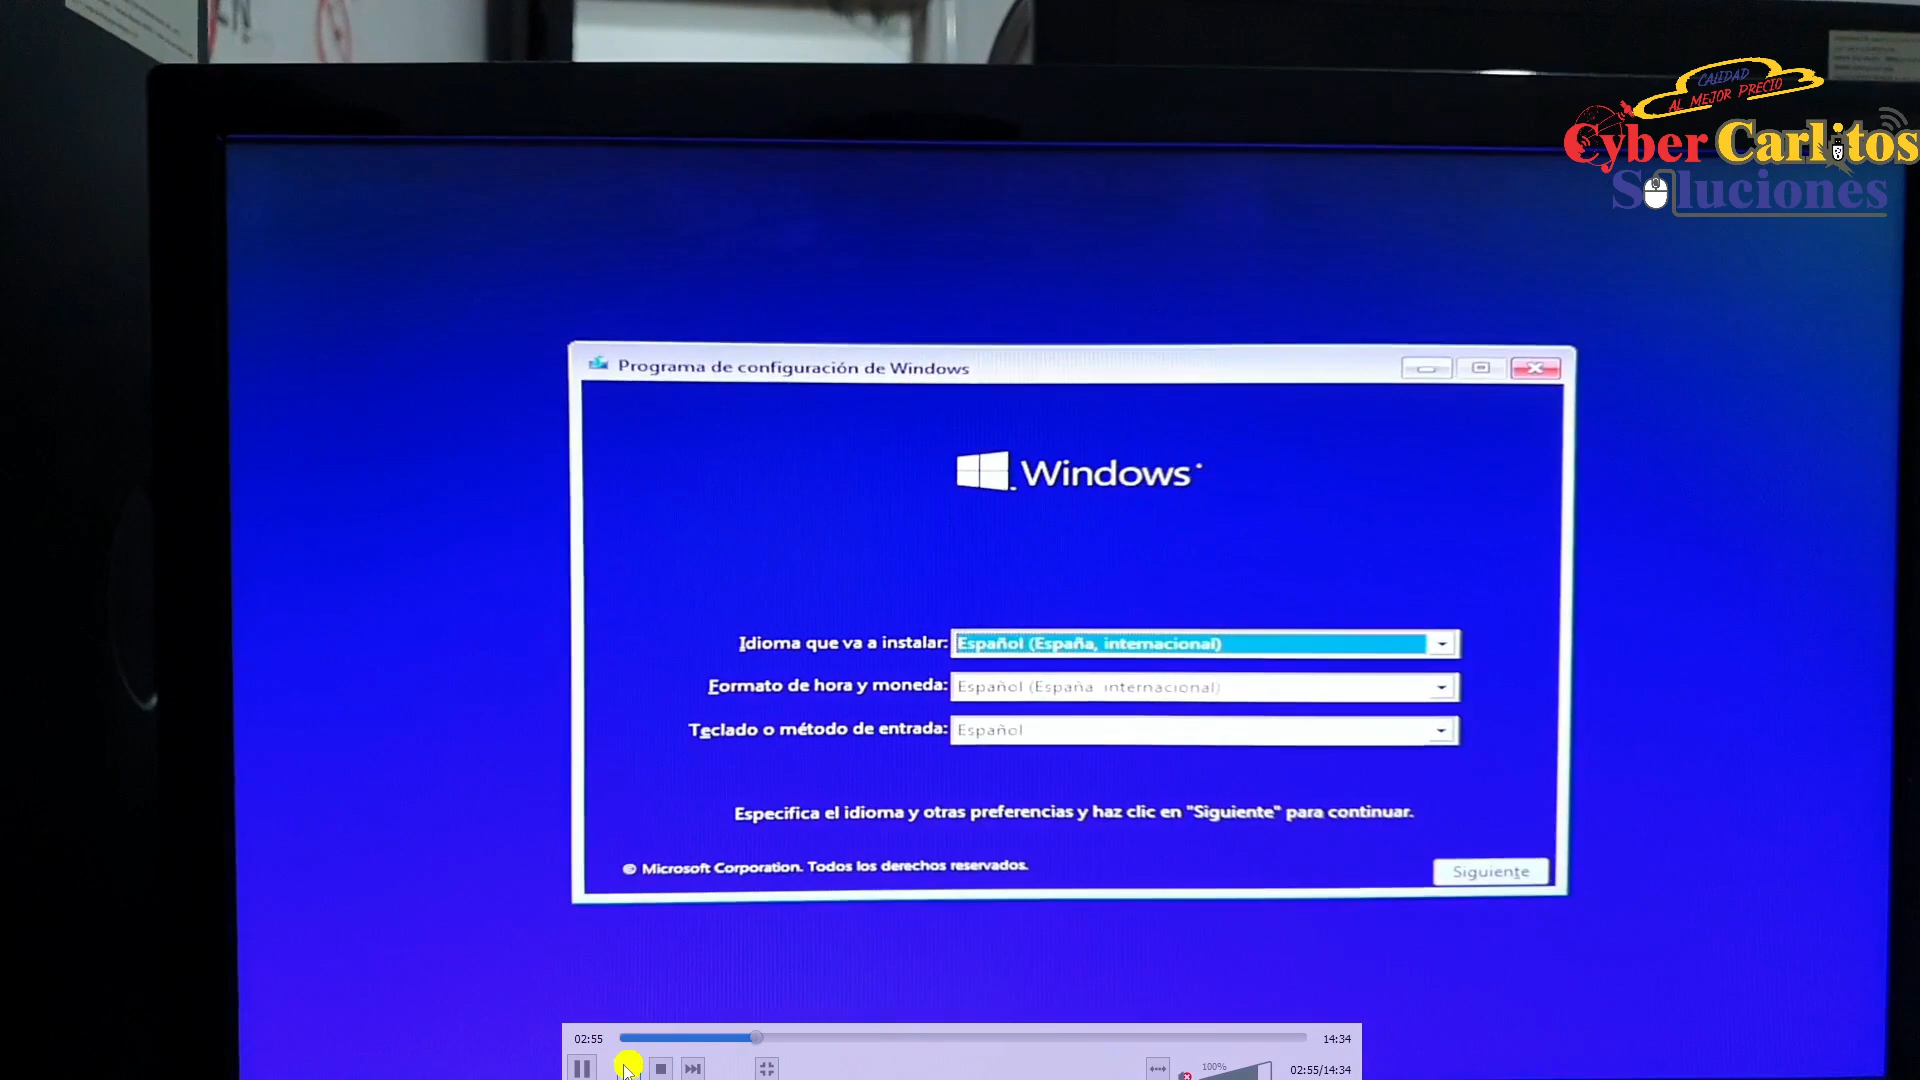 EN
CALIDAD
AL MEJOR PRECIO
Cyber Carlitos
Soluciones
Programa de configuración de Windows
Windows
Idioma que va a instalar: Español (España, internacional)
Formato de hora y moneda: Español (España internacional)
Teclado o método de entrada: Español
Especifica el idioma y otras preferencias y haz clic en "Siguiente" para continuar.
© Microsoft Corporation. Todos los derechos reservados.
Siguiente
02:55
14:34
100%
02:55/14:34